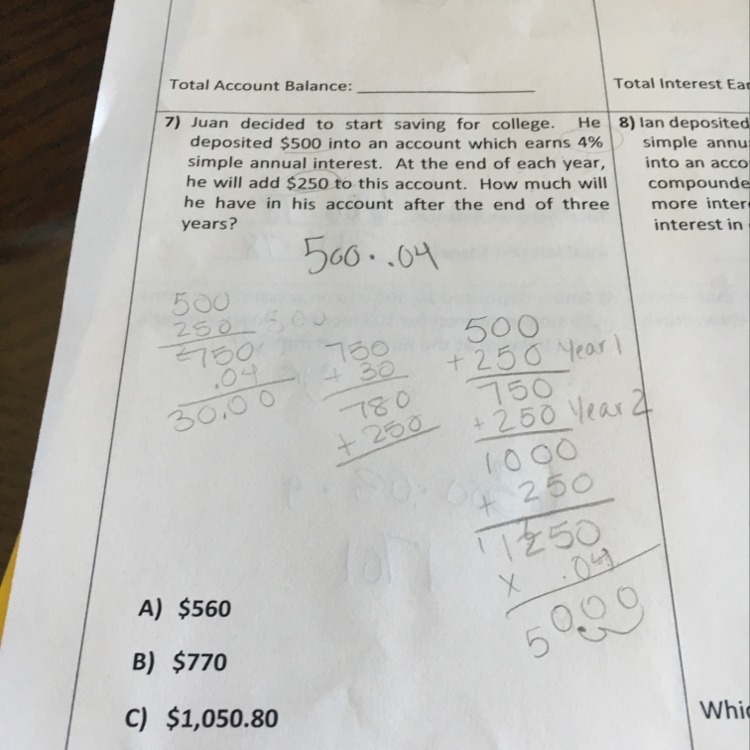 Total Account Balance: ____________
Total Interest Ear
7) Juan decided to start saving for college. He
deposited $500 into an account which earns 4%
simple annual interest. At the end of each year,
he will add $250 to this account. How much will
he have in his account after the end of three
years?
8) Ian deposited
simple annu
into an acco
compounde
more inter
interest in
500 . .04
500
250
750
.04
30.00
500
750
+ 30
780
+ 250
500
+ 250 Year 1
750
+ 250 Year 2
1000
+ 250
1250
x .04
5000
A) $560
B) $770
C) $1,050.80
Whic